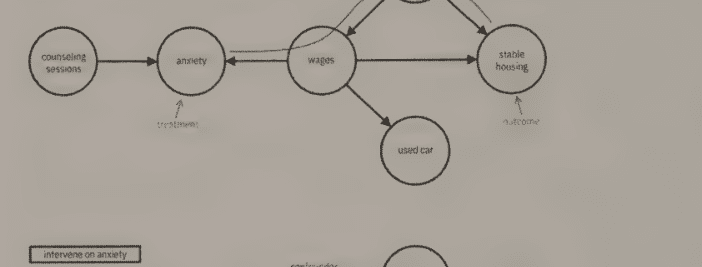 counseling
sessions
anxiety
wages
stable
housing
treatment
outcome
used car
intervene on anxiety